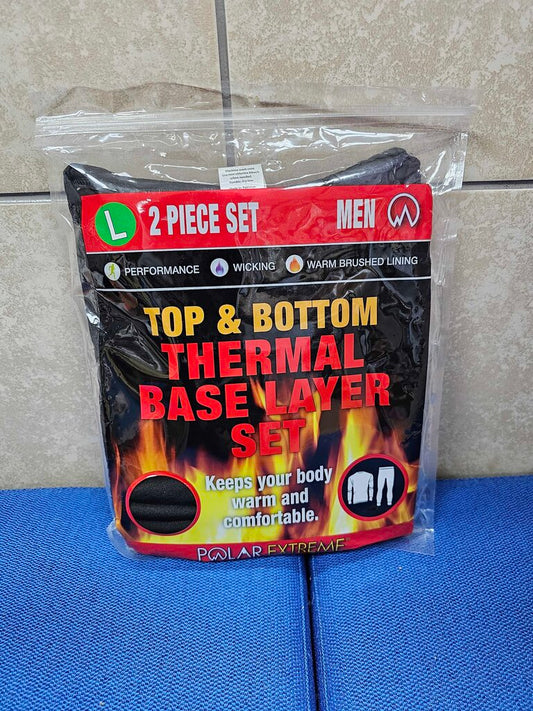 L 2-PIECE SET MEN
PERFORMANCE WICKING WARM BRUSHED LINING
TOP & BOTTOM
THERMAL
BASE LAYER
SET
Keeps your body
warm and
comfortable.
POLAR EXTREME